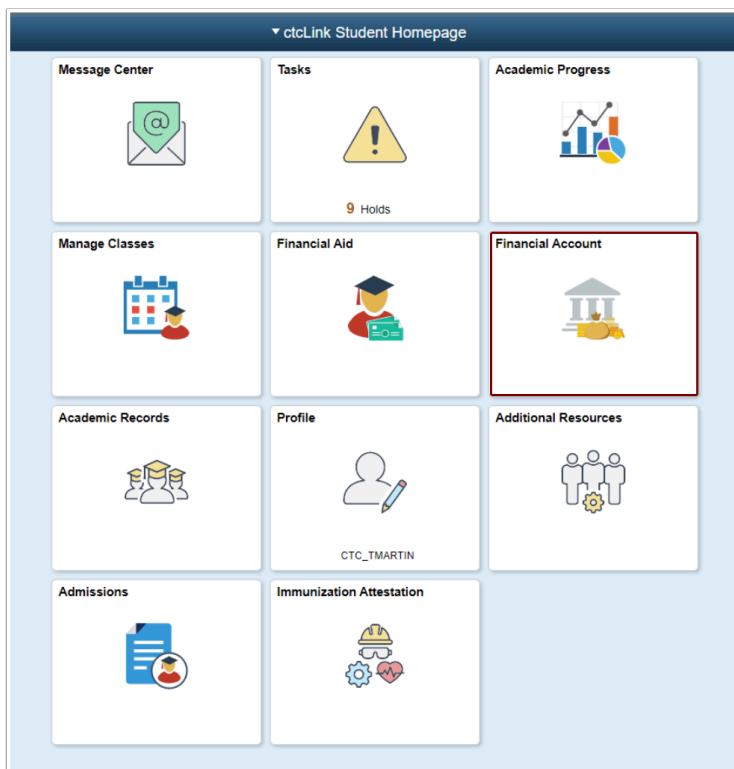 ctcLink Student Homepage
Message Center
Tasks
Academic Progress
9 Holds
Manage Classes
Financial Aid
Financial Account
Academic Records
Profile
Additional Resources
CTC_TMARTIN
Admissions
Immunization Attestation